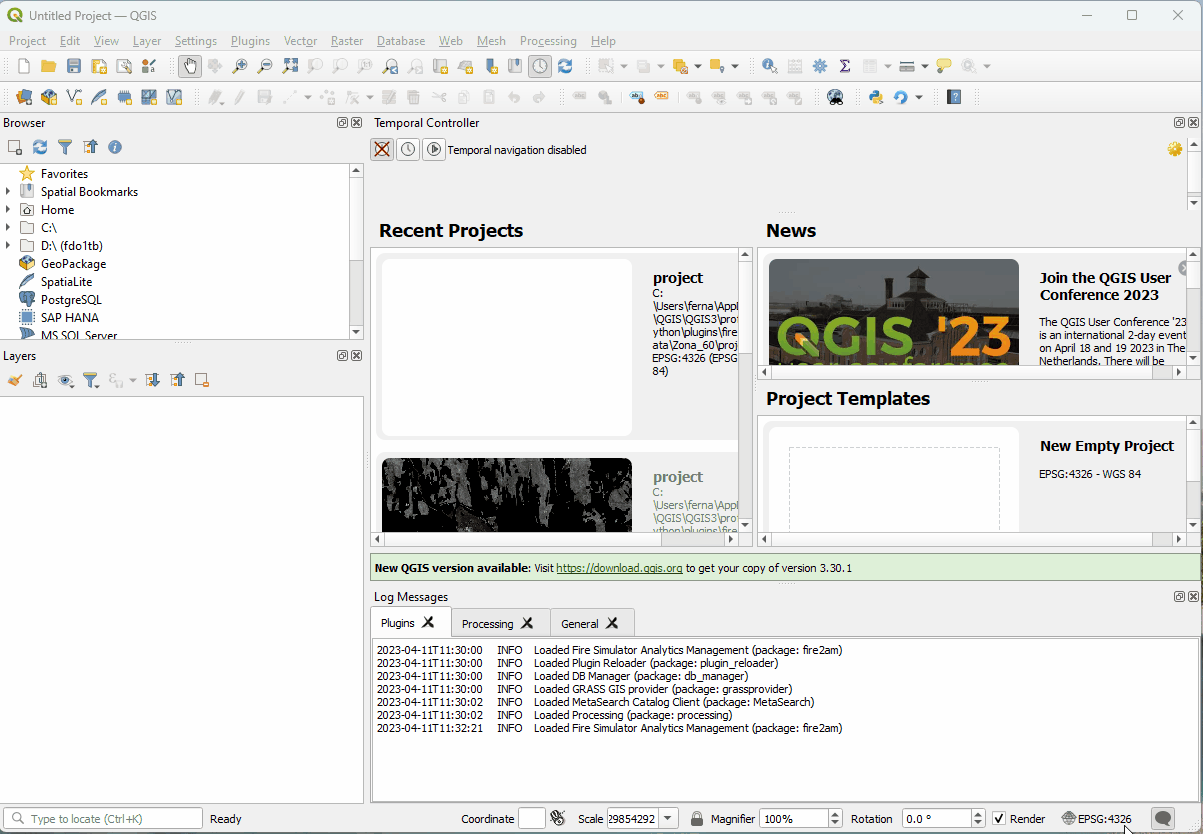 Untitled Project — QGIS
Project Edit View Layer Settings Plugins Vector Raster Database Web Mesh Processing Help
Browser
Favorites
Spatial Bookmarks
Home
C:\
D:\ (fdo1tb)
GeoPackage
SpatiaLite
PostgreSQL
SAP HANA
MS SQL Server
Layers
Temporal Controller
Temporal navigation disabled
Recent Projects
project
C:
\Users\ferna\Appl
\QGIS\QGIS3\prof
ython\plugins\fire
ata\Zona_60\proj
EPSG:4326 (EPSG
84)
project
C:
\Users\ferna\Appl
\QGIS\QGIS3\prof
ython\plugins\fire
News
QGIS '23
user conference
Join the QGIS User
Conference 2023
The QGIS User Conference '23
is an international 2-day event
on April 18 and 19 2023 in The
Netherlands. There will be
Project Templates
New Empty Project
EPSG:4326 - WGS 84
New QGIS version available: Visit https://download.qgis.org to get your copy of version 3.30.1
Log Messages
Plugins Processing General
2023-04-11T11:30:00 INFO Loaded Fire Simulator Analytics Management (package: fire2am)
2023-04-11T11:30:00 INFO Loaded Plugin Reloader (package: plugin_reloader)
2023-04-11T11:30:00 INFO Loaded DB Manager (package: db_manager)
2023-04-11T11:30:00 INFO Loaded GRASS GIS provider (package: grassprovider)
2023-04-11T11:30:02 INFO Loaded MetaSearch Catalog Client (package: MetaSearch)
2023-04-11T11:30:02 INFO Loaded Processing (package: processing)
2023-04-11T11:32:21 INFO Loaded Fire Simulator Analytics Management (package: fire2am)
Type to locate (Ctrl+K) Ready Coordinate Scale 29854292 Magnifier 100% Rotation 0.0 ° Render EPSG:4326